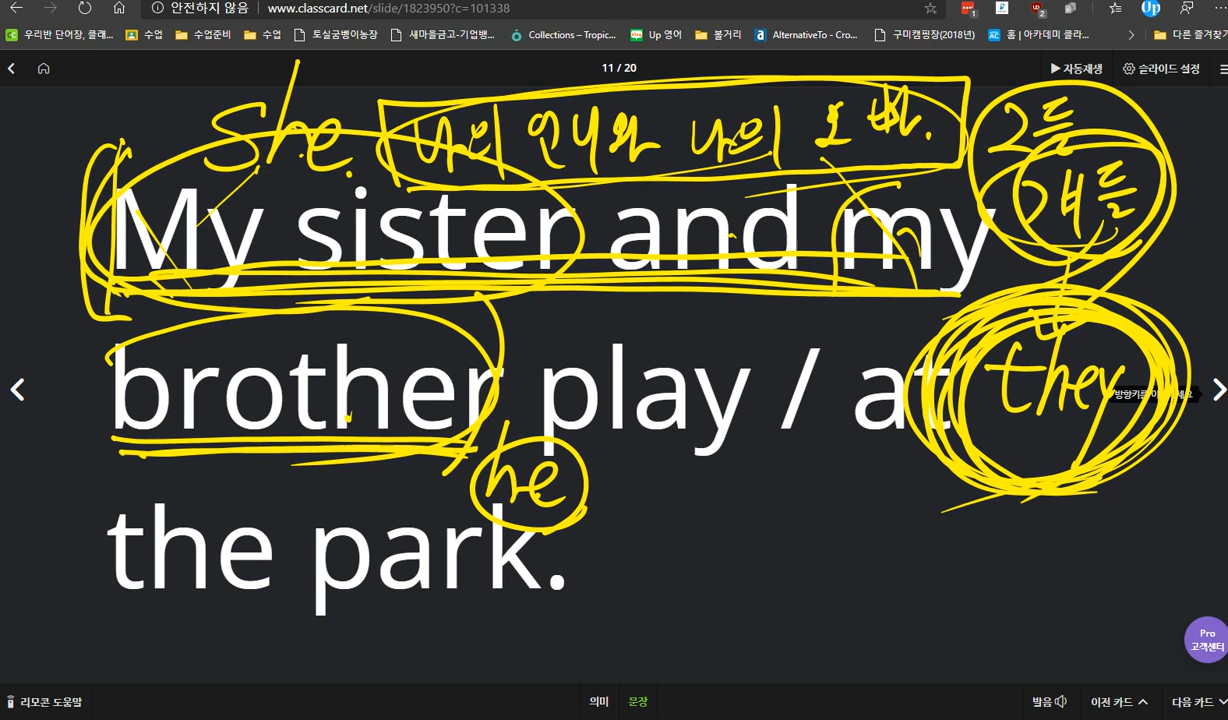 안전하지 않음 www.classcard.net/slide/1823950?c=101338
우리반 단어장, 클래... 수업 수업준비 수업 토실궁뱅이농장 새마을금고-기업뱅... Collections – Tropic... Up 영어 볼거리 AlternativeTo - Cro... 구미캠핑장(2018년) 홈 | 아카데미 클라... 다른 즐겨찾기
11 / 20 자동재생 슬라이드 설정
She. 나의 언니와 나의 오빠. 그들
걔들
My sister and my
brother play / at
they
he
the park.
Pro
고객센터
리모콘 도움말 의미 문장 발음 이전 카드 다음 카드